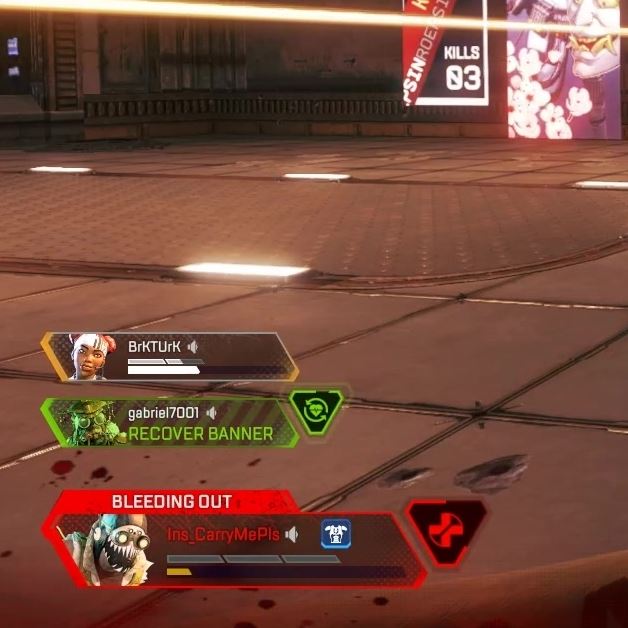 KILLS
03
BrKTUrK
gabriel7001
RECOVER BANNER
BLEEDING OUT
Ins_CarryMePls